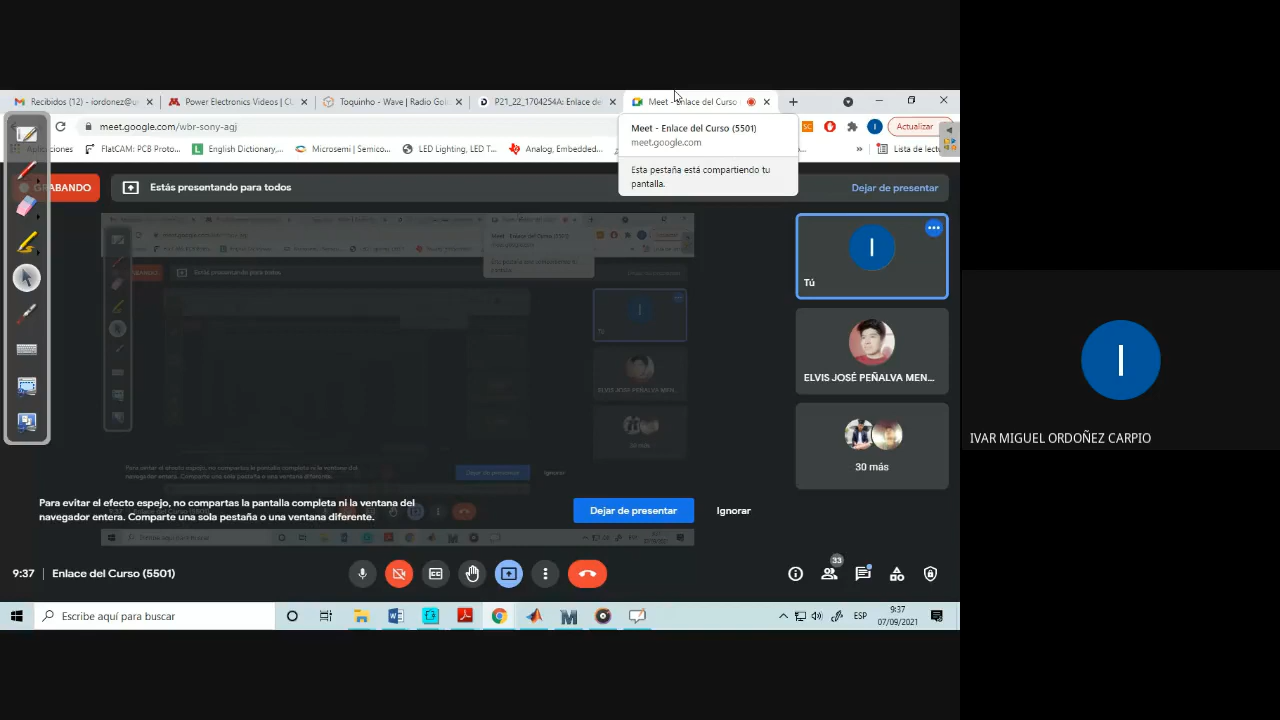 Recibidos (12) - iordonez@u
Power Electronics Videos | C
Toquinho - Wave | Radio Gol
P21_22_1704254A: Enlace de
Meet - Enlace del Curso
meet.google.com/wbr-sony-agj
Meet - Enlace del Curso (5501)
meet.google.com
Esta pestaña está compartiendo tu
pantalla.
Actualizar
Aplicaciones
FlatCAM: PCB Proto...
English Dictionary,...
Microsemi | Semico...
LED Lighting, LED T...
Analog, Embedded...
»
Lista de lect
GRABANDO
Estás presentando para todos
Dejar de presentar
I
Tú
ELVIS JOSÉ PEÑALVA MEN...
30 más
Para evitar el efecto espejo, no compartas la pantalla completa ni la ventana del
navegador entera. Comparte una sola pestaña o una ventana diferente.
Dejar de presentar
Ignorar
9:37 | Enlace del Curso (5501)
33
Escribe aquí para buscar
ESP
9:37
07/09/2021
I
IVAR MIGUEL ORDOÑEZ CARPIO